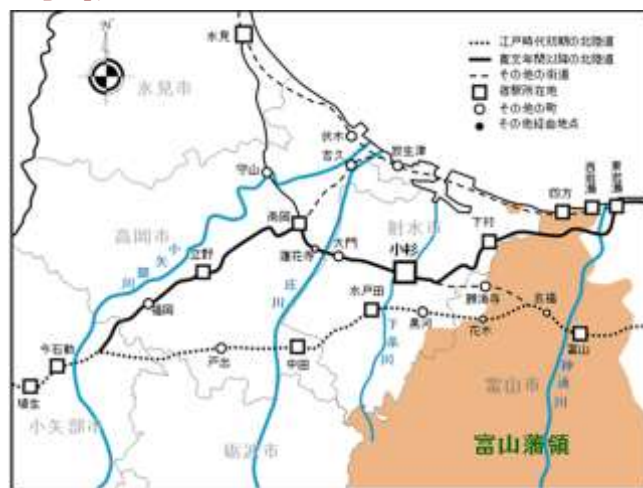 N
氷見
氷見市
江戸時代初期の北陸道
寛文年間以降の北陸道
その他の街道
宿駅所在地
その他の町
その他経由地点
伏木
吉久
放生津
守山
東岩瀬
西岩瀬
四方
高岡
射水市
下村
高岡市
小矢部川
立野
蓮花寺
大門
小杉
庄川
福岡
水戸田
黒河
下条川
願海寺
花木
五福
富山
今石動
戸出
中田
埴生
小矢部市
砺波市
富山市
神通川
富山藩領